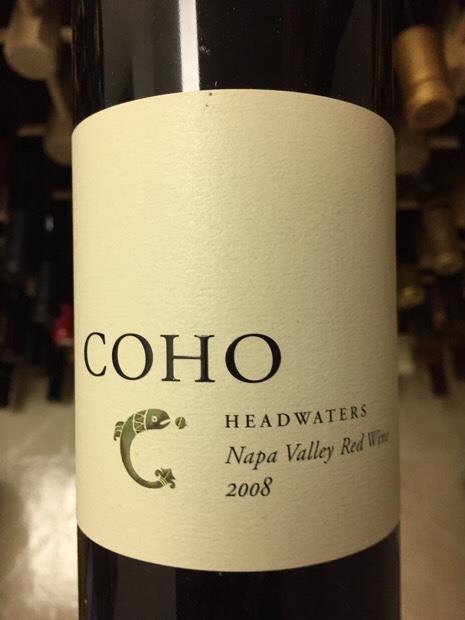 COHO
HEADWATERS
Napa Valley Red Wine
2008